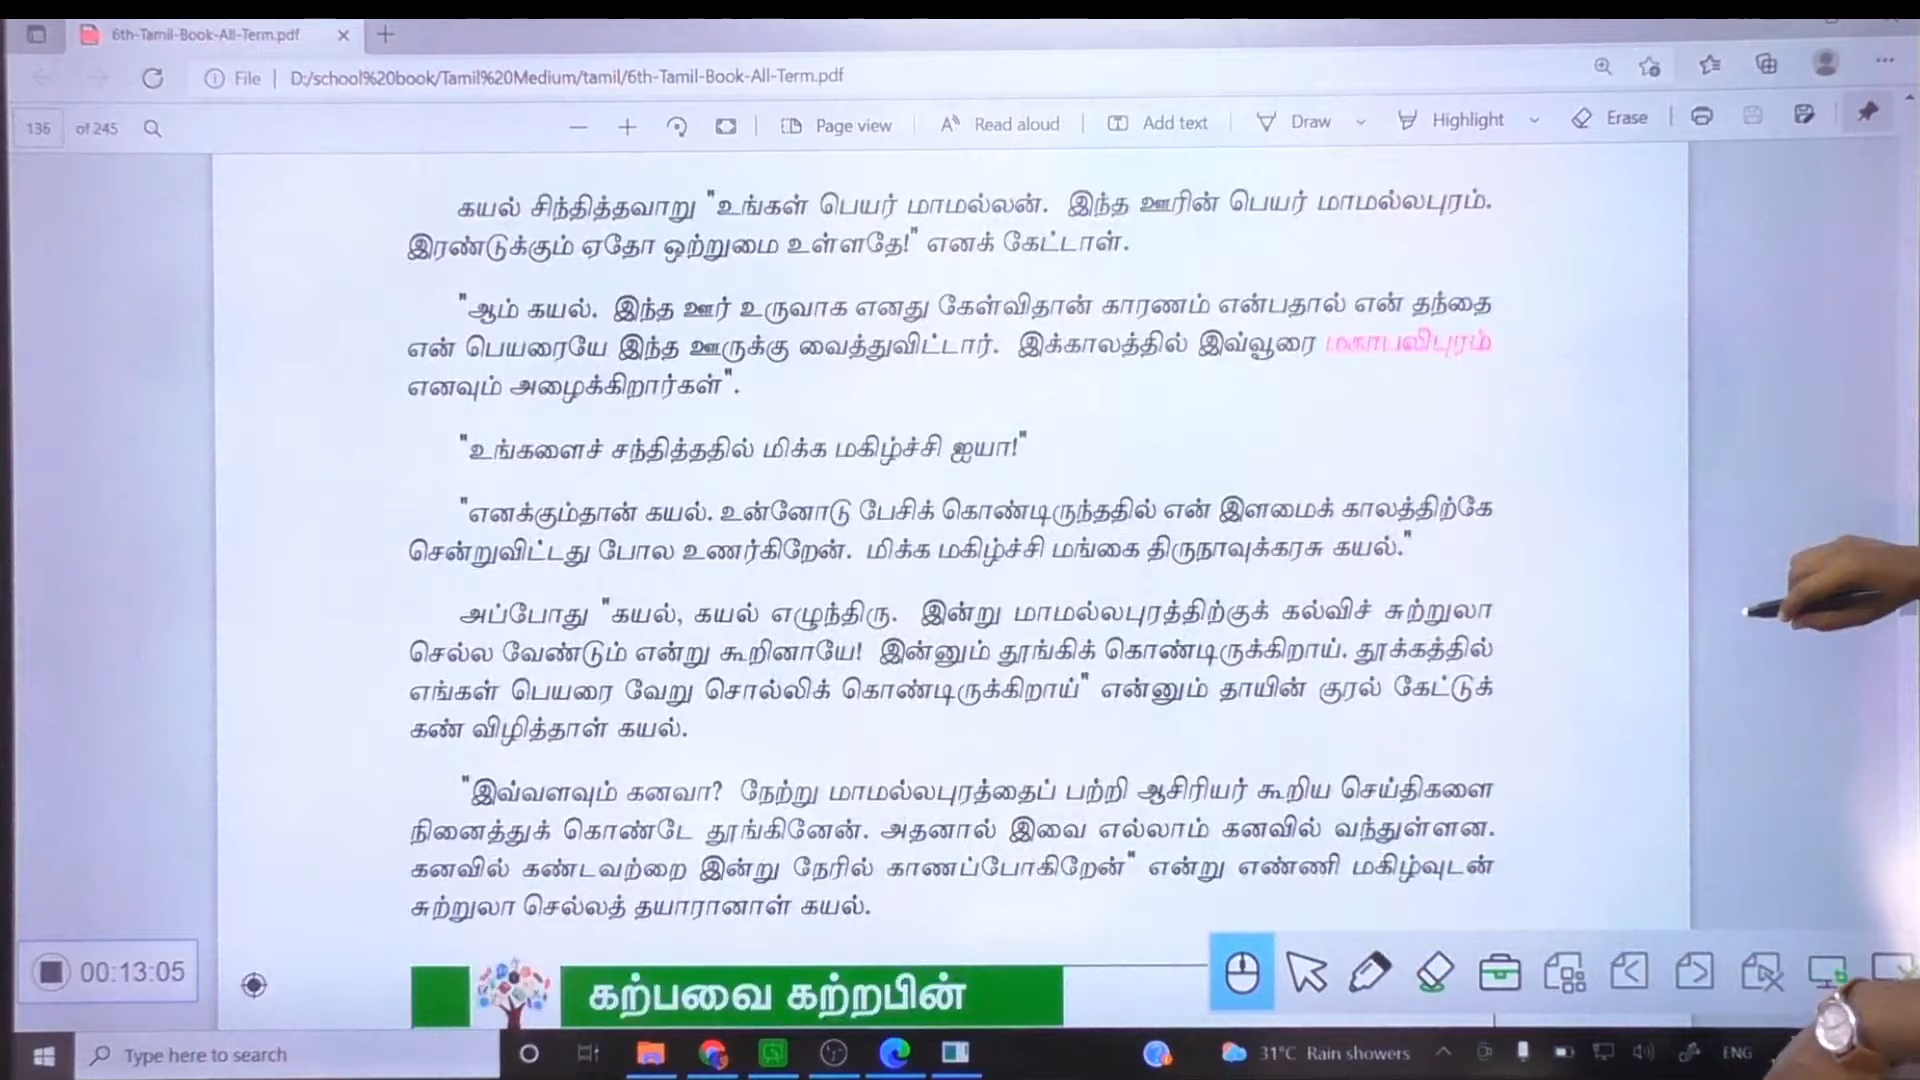 6th-Tamil-Book-All-Term.pdf
File | D:/school%20book/Tamil%20Medium/tamil/6th-Tamil-Book-All-Term.pdf
136 of 245 Page view Read aloud Add text Draw Highlight Erase
கயல் சிந்தித்தவாறு "உங்கள் பெயர் மாமல்லன். இந்த ஊரின் பெயர் மாமல்லபுரம்.
இரண்டுக்கும் ஏதோ ஒற்றுமை உள்ளதே!" எனக் கேட்டாள்.
"ஆம் கயல். இந்த ஊர் உருவாக எனது கேள்விதான் காரணம் என்பதால் என் தந்தை
என் பெயரையே இந்த ஊருக்கு வைத்துவிட்டார். இக்காலத்தில் இவ்வூரை மகாபலிபுரம்
எனவும் அழைக்கிறார்கள்".
"உங்களைச் சந்தித்ததில் மிக்க மகிழ்ச்சி ஐயா!"
"எனக்கும்தான் கயல். உன்னோடு பேசிக் கொண்டிருந்ததில் என் இளமைக் காலத்திற்கே
சென்றுவிட்டது போல உணர்கிறேன். மிக்க மகிழ்ச்சி மங்கை திருநாவுக்கரசு கயல்."
அப்போது "கயல், கயல் எழுந்திரு. இன்று மாமல்லபுரத்திற்குக் கல்விச் சுற்றுலா
செல்ல வேண்டும் என்று கூறினாயே! இன்னும் தூங்கிக் கொண்டிருக்கிறாய். தூக்கத்தில்
எங்கள் பெயரை வேறு சொல்லிக் கொண்டிருக்கிறாய்" என்னும் தாயின் குரல் கேட்டுக்
கண் விழித்தாள் கயல்.
"இவ்வளவும் கனவா? நேற்று மாமல்லபுரத்தைப் பற்றி ஆசிரியர் கூறிய செய்திகளை
நினைத்துக் கொண்டே தூங்கினேன். அதனால் இவை எல்லாம் கனவில் வந்துள்ளன.
கனவில் கண்டவற்றை இன்று நேரில் காணப்போகிறேன்" என்று எண்ணி மகிழ்வுடன்
சுற்றுலா செல்லத் தயாரானாள் கயல்.
00:13:05
கற்பவை கற்றபின்
Type here to search 31°C Rain showers ENG